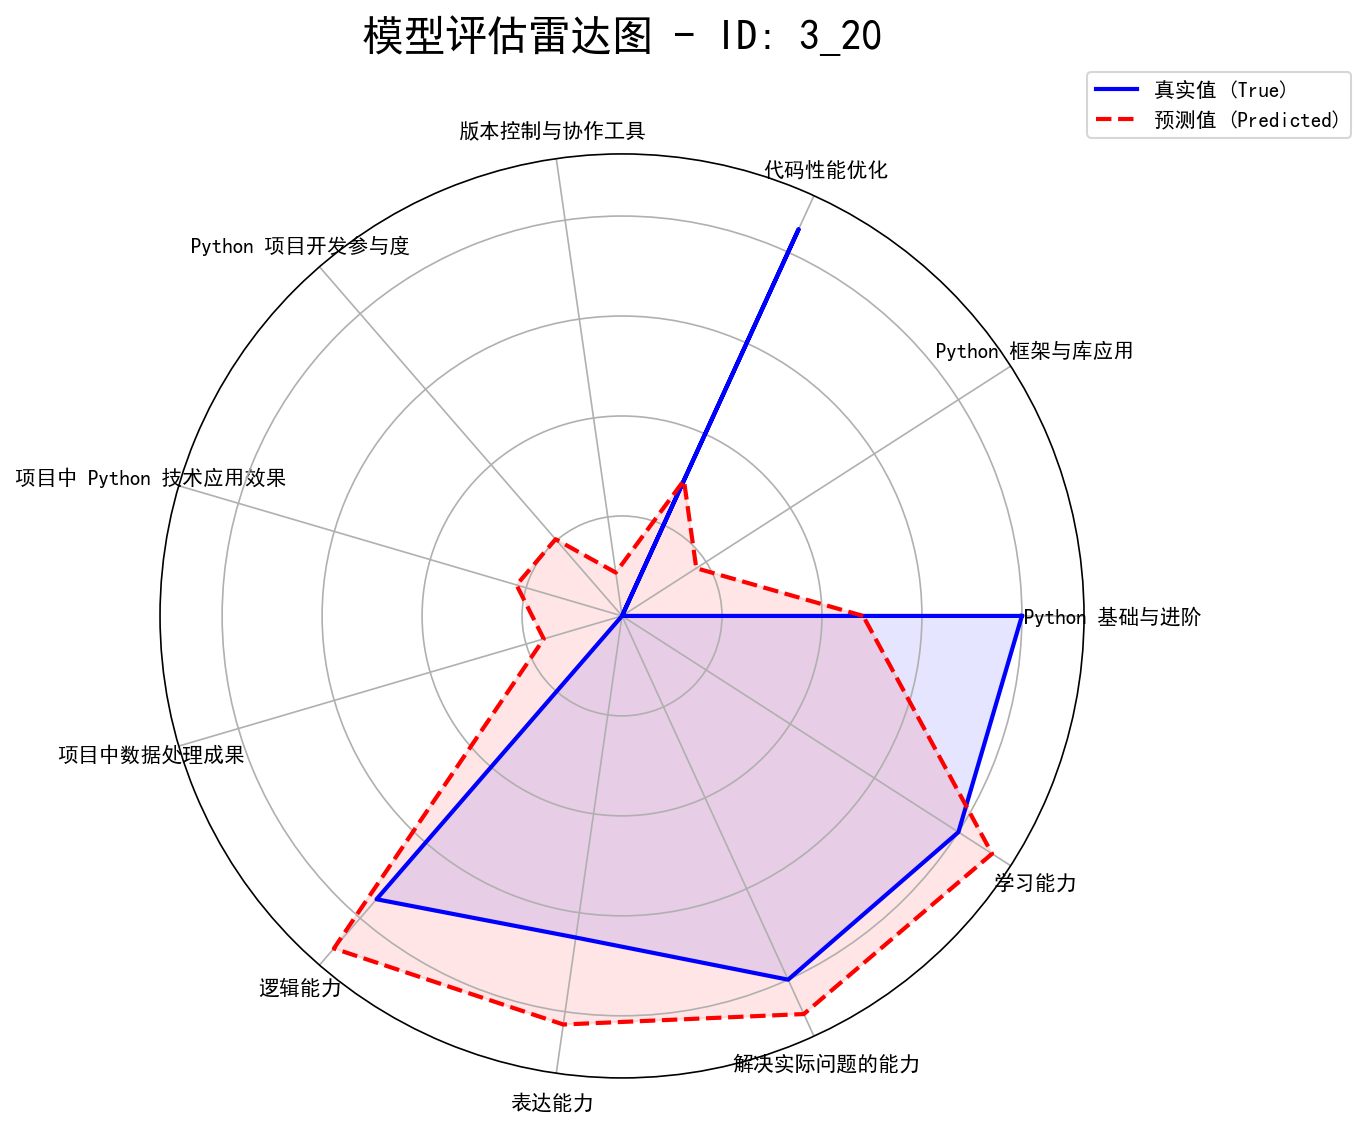 模型评估雷达图 - ID: 3_20
真实值 (True)
预测值 (Predicted)
版本控制与协作工具
代码性能优化
Python 项目开发参与度
Python 框架与库应用
项目中 Python 技术应用效果
Python 基础与进阶
项目中数据处理成果
学习能力
逻辑能力
解决实际问题的能力
表达能力